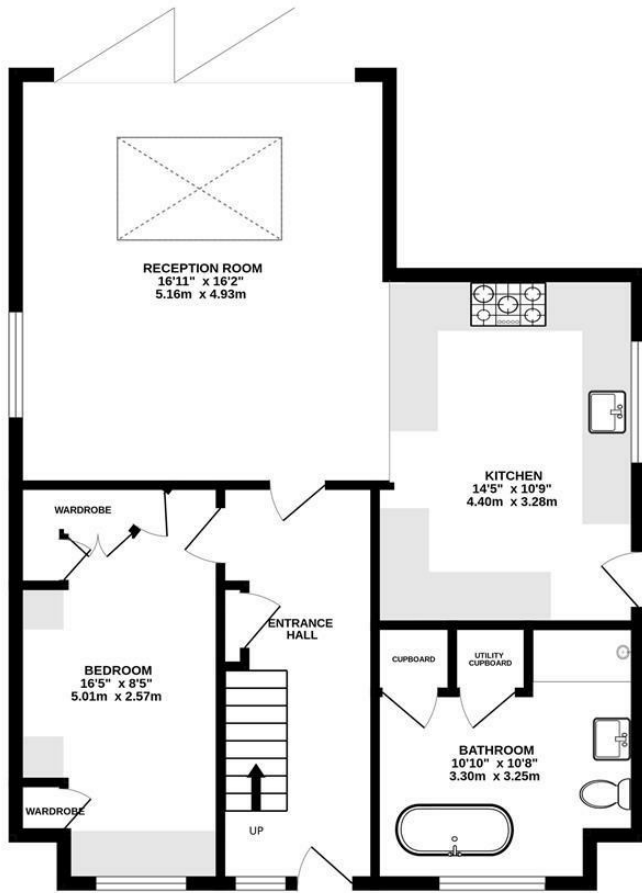 RECEPTION ROOM
16'11" x 16'2"
5.16m x 4.93m
KITCHEN
14'5" x 10'9"
4.40m x 3.28m
WARDROBE
ENTRANCE
HALL
BEDROOM
16'5" x 8'5"
5.01m x 2.57m
CUPBOARD
UTILITY
CUPBOARD
BATHROOM
10'10" x 10'8"
3.30m x 3.25m
WARDROBE
UP